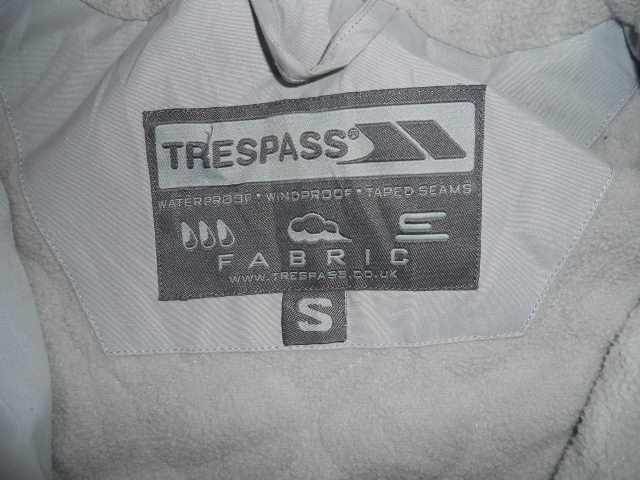 TRESPASS®
WATERPROOF • WINDPROOF • TAPED SEAMS
FABRIC
WWW.TRESPASS.CO.UK
S